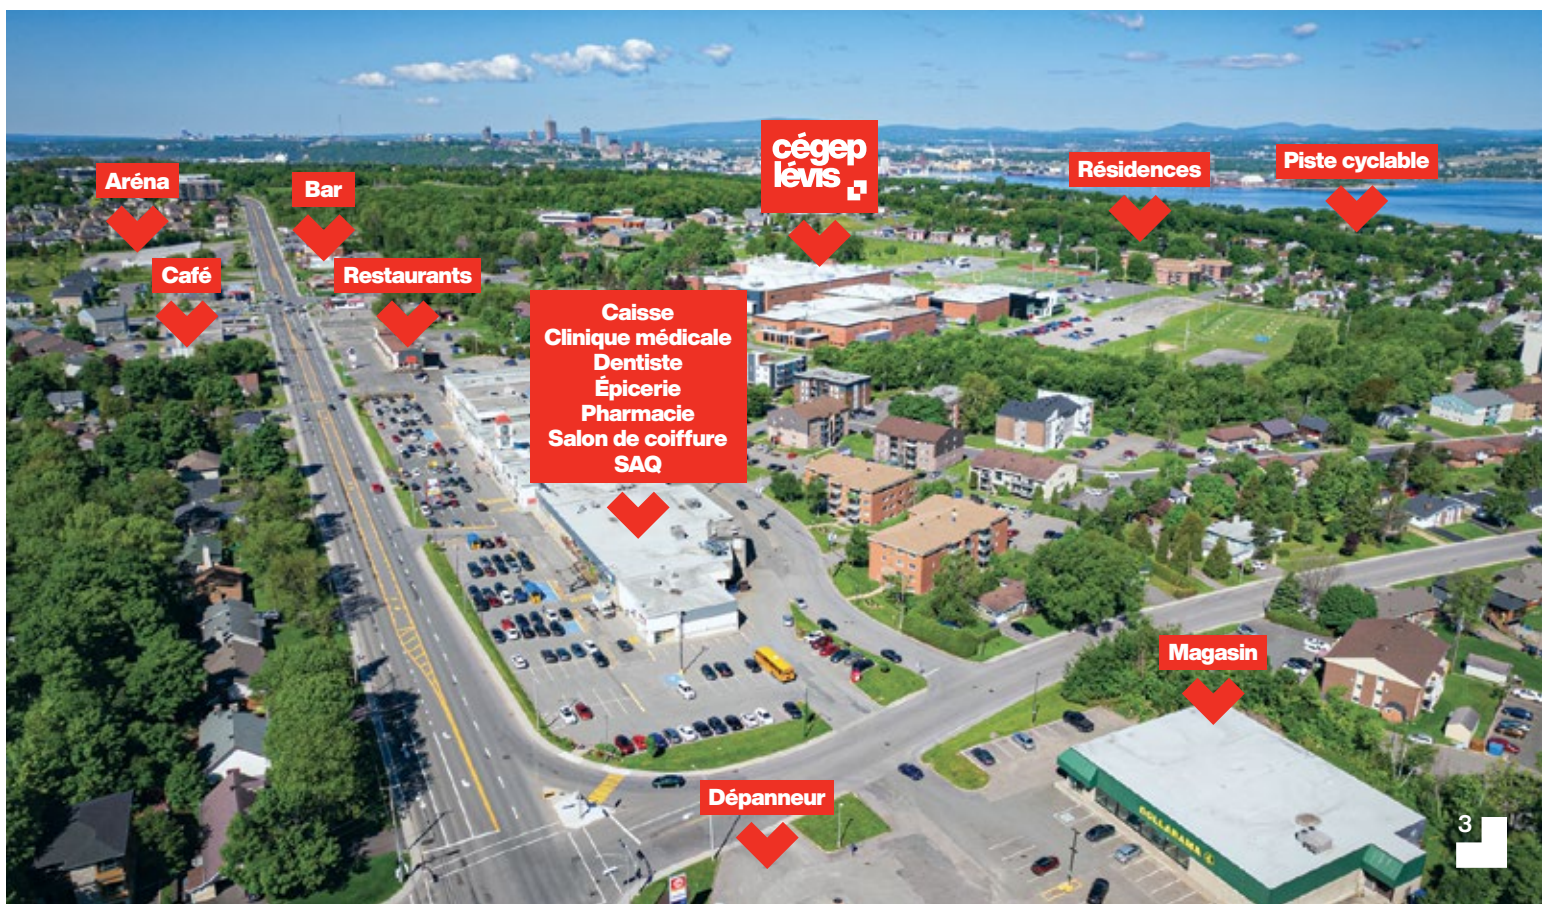 cégep
lévis
Aréna
Bar
Résidences
Piste cyclable
Café
Restaurants
Caisse
Clinique médicale
Dentiste
Épicerie
Pharmacie
Salon de coiffure
SAQ
Magasin
Dépanneur
DOLLARAMA
3